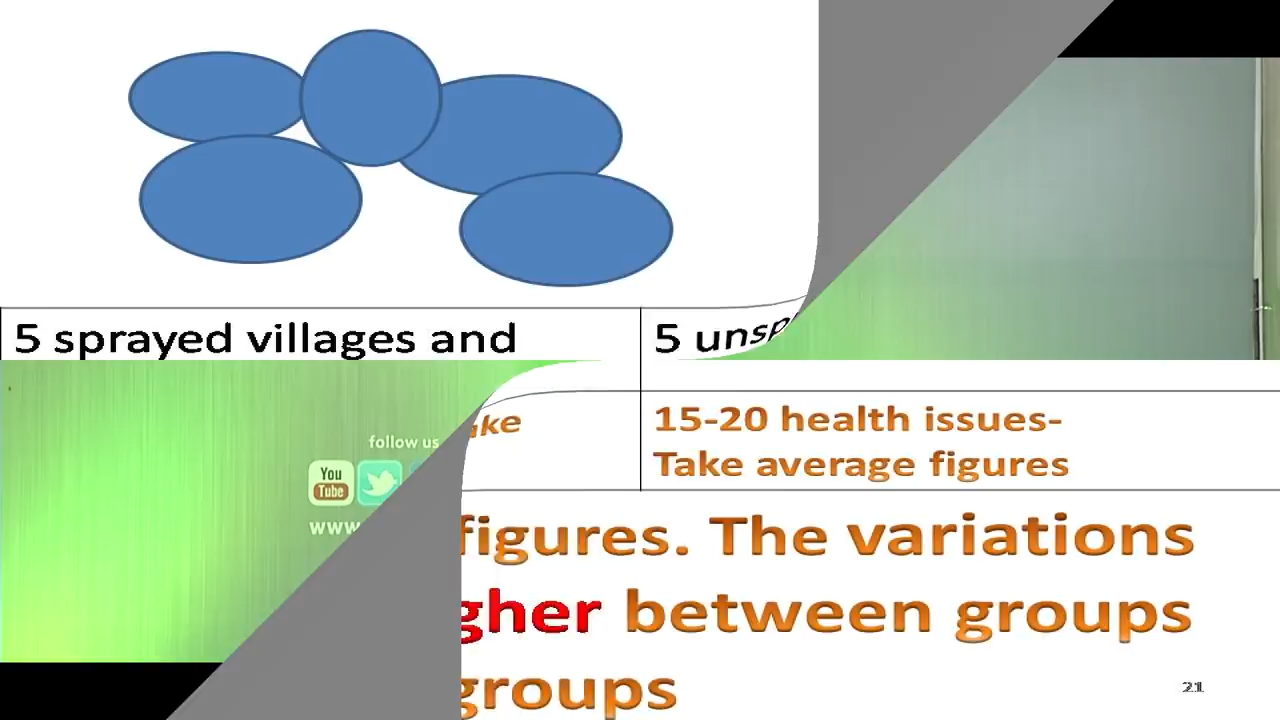 5 sprayed villages and
5 unsp
15-20 health issues-
Take average figures
follow us
You
Tube
www.
figures. The variations
gher between groups
groups
21